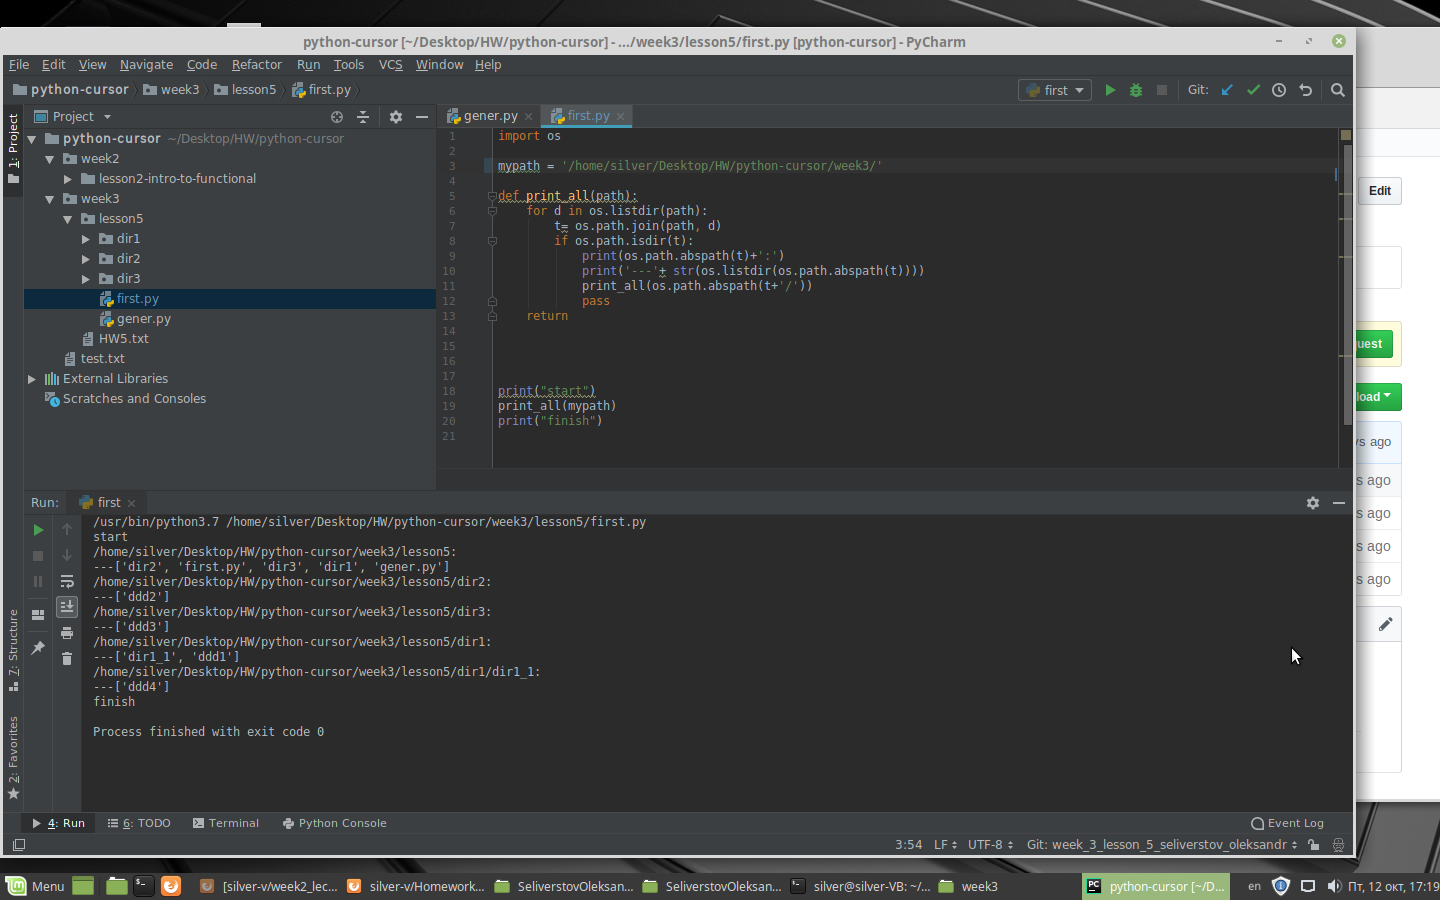 python-cursor [~/Desktop/HW/python-cursor] - .../week3/lesson5/first.py [python-cursor] - PyCharm
File Edit View Navigate Code Refactor Run Tools VCS Window Help
python-cursor week3 lesson5 first.py first Git:
1: Project
Project
gener.py first.py
python-cursor ~/Desktop/HW/python-cursor
week2
lesson2-intro-to-functional
week3
lesson5
dir1
dir2
dir3
first.py
gener.py
HW5.txt
test.txt
External Libraries
Scratches and Consoles
1 import os
2
3 mypath = '/home/silver/Desktop/HW/python-cursor/week3/'
4
5 def print_all(path):
6 for d in os.listdir(path):
7 t= os.path.join(path, d)
8 if os.path.isdir(t):
9 print(os.path.abspath(t)+':')
10 print('---'+ str(os.listdir(os.path.abspath(t))))
11 print_all(os.path.abspath(t+'/'))
12 pass
13 return
14
15
16
17
18 print("start")
19 print_all(mypath)
20 print("finish")
21
Edit
uest
load
ys ago
s ago
s ago
s ago
s ago
Run: first
/usr/bin/python3.7 /home/silver/Desktop/HW/python-cursor/week3/lesson5/first.py
start
/home/silver/Desktop/HW/python-cursor/week3/lesson5:
---['dir2', 'first.py', 'dir3', 'dir1', 'gener.py']
/home/silver/Desktop/HW/python-cursor/week3/lesson5/dir2:
---['ddd2']
/home/silver/Desktop/HW/python-cursor/week3/lesson5/dir3:
---['ddd3']
/home/silver/Desktop/HW/python-cursor/week3/lesson5/dir1:
---['dir1_1', 'ddd1']
/home/silver/Desktop/HW/python-cursor/week3/lesson5/dir1/dir1_1:
---['ddd4']
finish
Process finished with exit code 0
7: Structure
2: Favorites
4: Run 6: TODO Terminal Python Console Event Log
3:54 LF UTF-8 Git: week_3_lesson_5_seliverstov_oleksandr
Menu [silver-v/week2_lec... silver-v/Homework... SeliverstovOleksan... SeliverstovOleksan... silver@silver-VB: ~/... week3 PC python-cursor [~/D... en Пт, 12 окт, 17:19